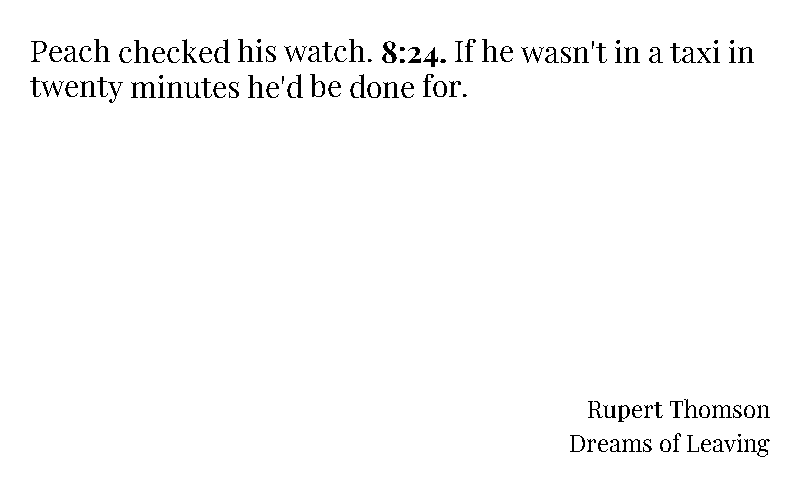 Peach checked his watch. 8:24. If he wasn't in a taxi in
twenty minutes he'd be done for.
Rupert Thomson
Dreams of Leaving